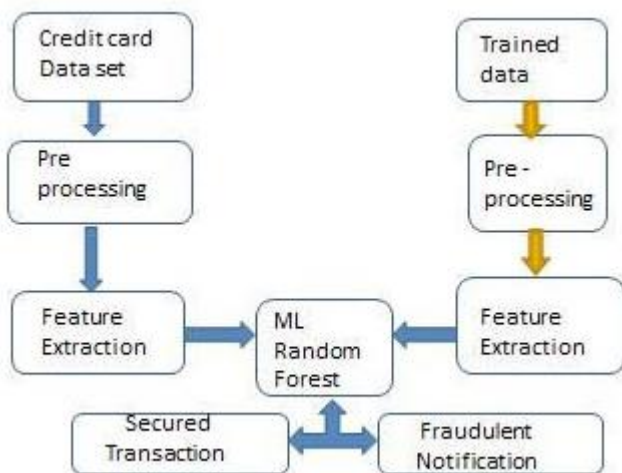 Credit card
Data set
Trained
data
Pre
processing
Pre -
processing
Feature
Extraction
ML
Random
Forest
Feature
Extraction
Secured
Transaction
Fraudulent
Notification